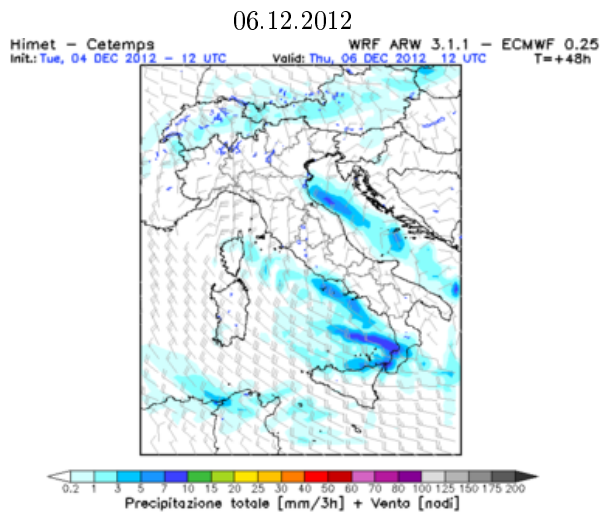 06.12.2012
Himet – Cetemps WRF ARW 3.1.1 – ECMWF 0.25
Init.: Tue, 04 DEC 2012 – 12 UTC Valid: Thu, 06 DEC 2012 12 UTC T=+48h
0.2 1 3 5 7 10 15 20 25 30 40 50 60 70 80 100 125 150 175 200
Precipitazione totale [mm/3h] + Vento [nodi]